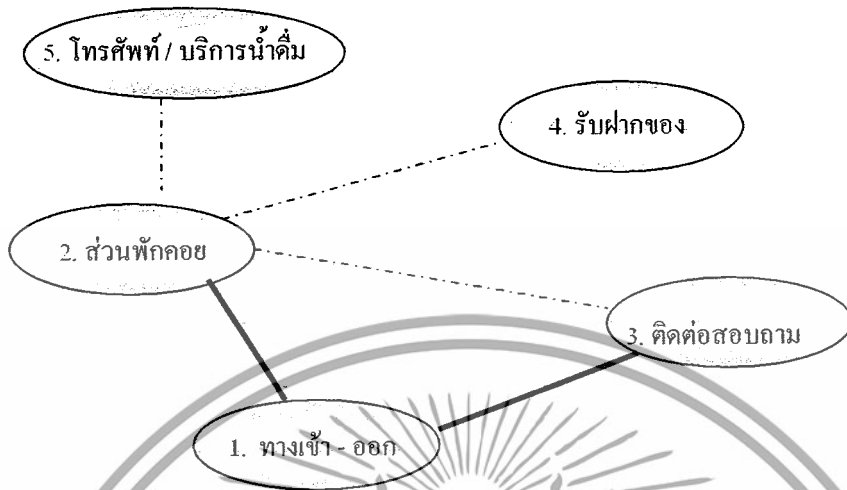 5. โทรศัพท์ / บริการน้ำดื่ม
4. รับฝากของ
2. ส่วนพักคอย
3. ติดต่อสอบถาม
1. ทางเข้า - ออก